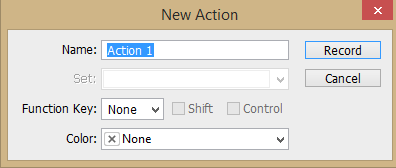 New Action
Name: Action 1 Record
Set: Cancel
Function Key: None Shift Control
Color: None